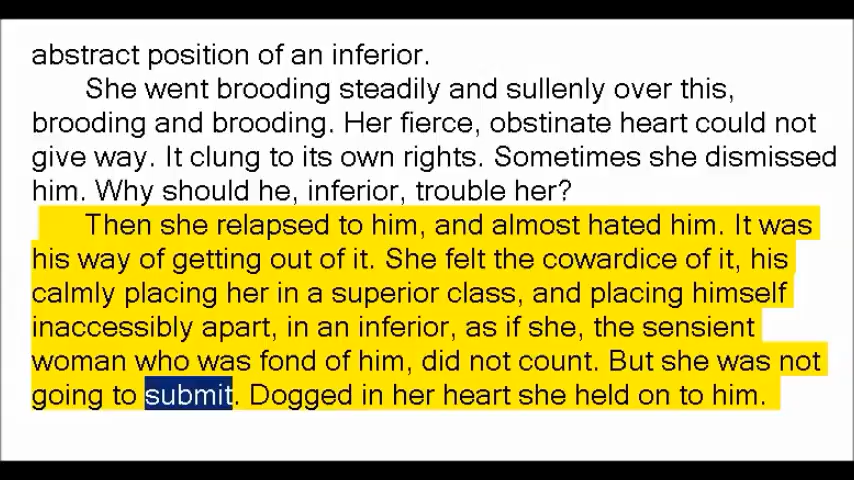 abstract position of an inferior.
She went brooding steadily and sullenly over this,
brooding and brooding. Her fierce, obstinate heart could not
give way. It clung to its own rights. Sometimes she dismissed
him. Why should he, inferior, trouble her?
Then she relapsed to him, and almost hated him. It was
his way of getting out of it. She felt the cowardice of it, his
calmly placing her in a superior class, and placing himself
inaccessibly apart, in an inferior, as if she, the sensient
woman who was fond of him, did not count. But she was not
going to submit. Dogged in her heart she held on to him.